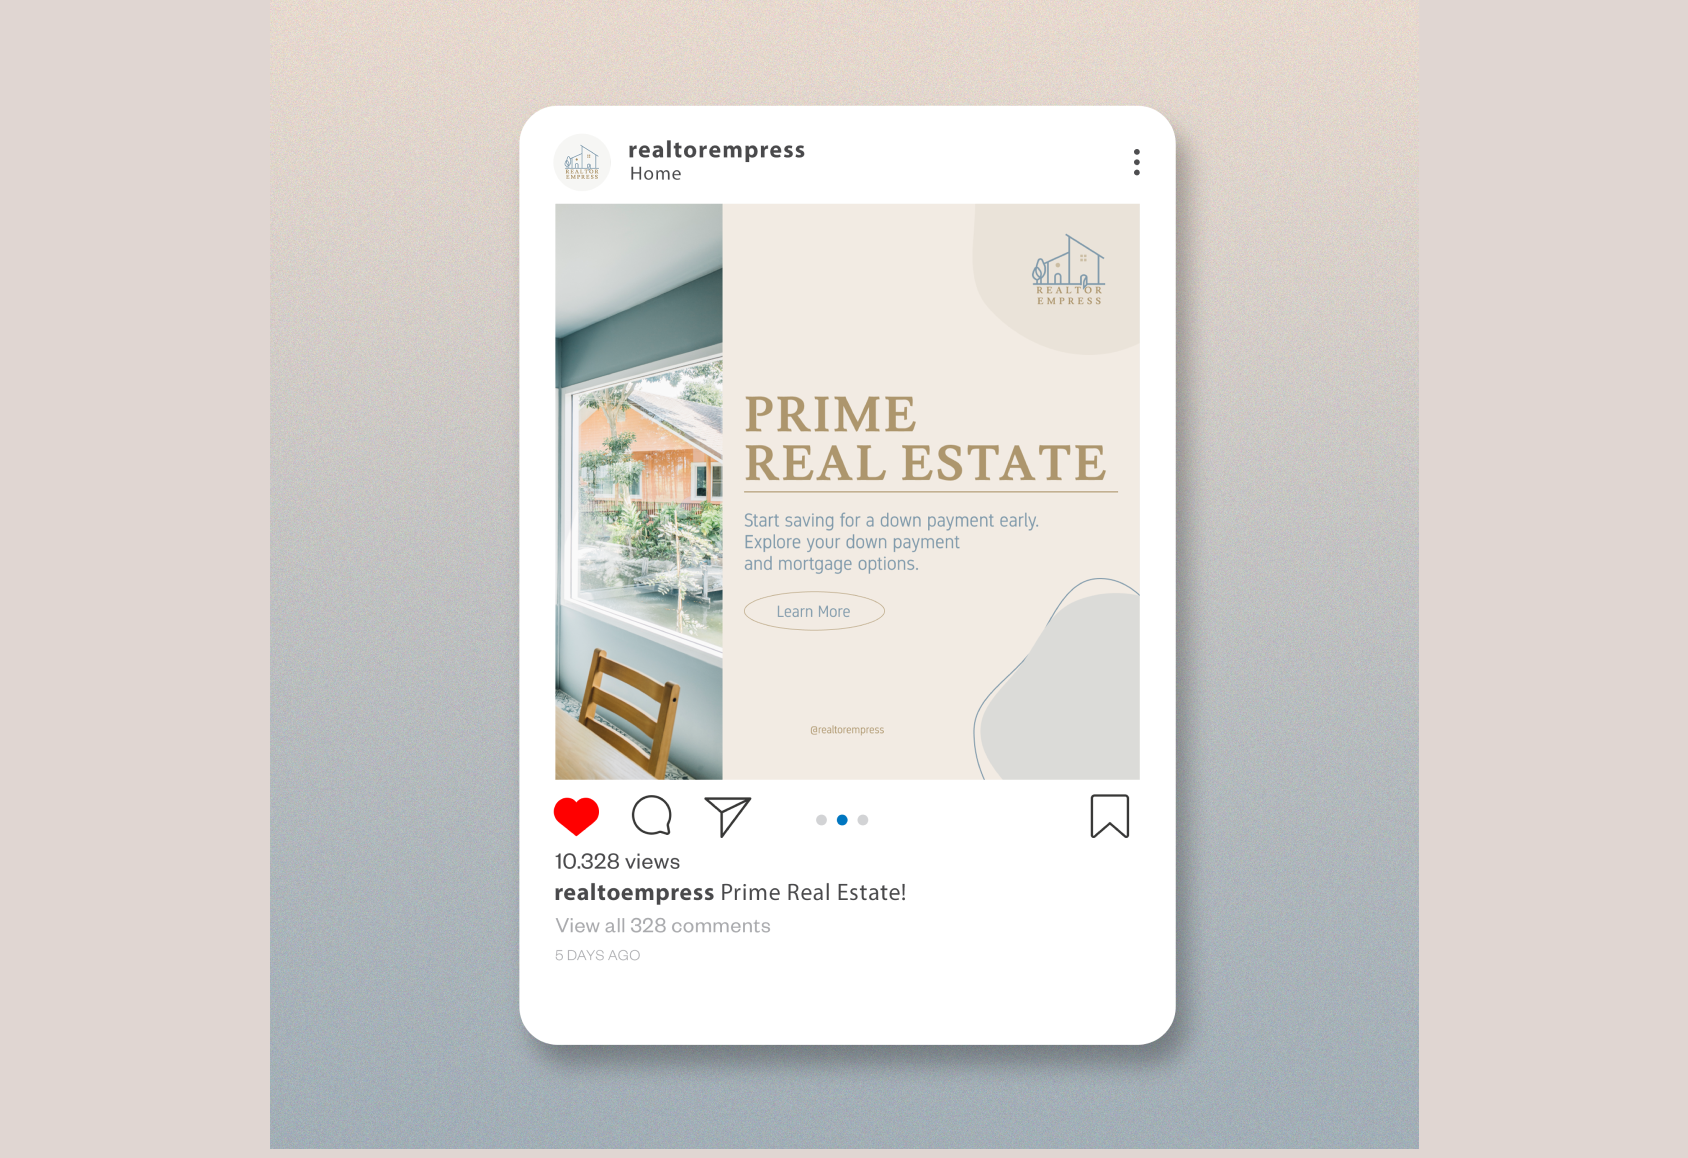 realtorempress
Home
REALTOR
EMPRESS
REALTOR
EMPRESS
PRIME
REAL ESTATE
Start saving for a down payment early.
Explore your down payment
and mortgage options.
Learn More
@realtorempress
10.328 views
realtoempress Prime Real Estate!
View all 328 comments
5 DAYS AGO